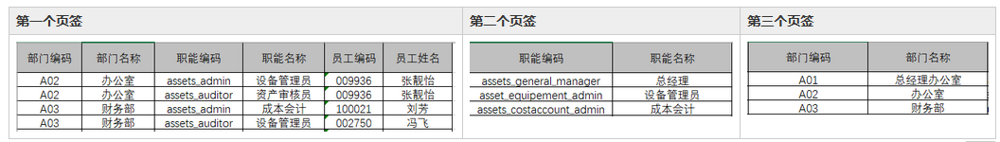 第一个页签 第二个页签 第三个页签
部门编码 部门名称 职能编码 职能名称 员工编码 员工姓名
A02 办公室 assets_admin 设备管理员 009936 张靓怡
A02 办公室 assets_auditor 资产审核员 009936 张靓怡
A03 财务部 assets_admin 成本会计 100021 刘芳
A03 财务部 assets_auditor 设备管理员 002750 冯飞
职能编码 职能名称
assets_general_manager 总经理
asset_equipement_admin 设备管理员
assets_costaccount_admin 成本会计
部门编码 部门名称
A01 总经理办公室
A02 办公室
A03 财务部